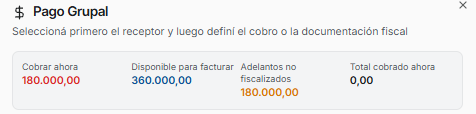 $ Pago Grupal
Seleccioná primero el receptor y luego definí el cobro o la documentación fiscal
Cobrar ahora
180.000,00
Disponible para facturar
360.000,00
Adelantos no
fiscalizados
180.000,00
Total cobrado ahora
0,00